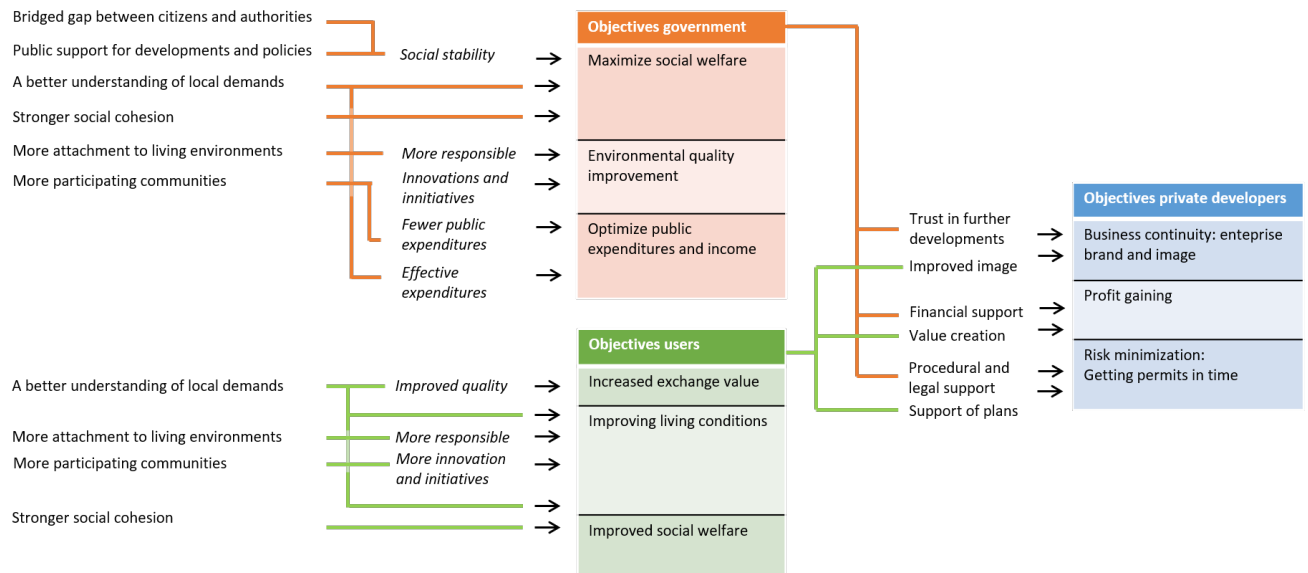 Bridged gap between citizens and authorities
Public support for developments and policies
A better understanding of local demands
Stronger social cohesion
More attachment to living environments
More participating communities
Social stability
More responsible
Innovations and
innitiatives
Fewer public
expenditures
Effective
expenditures
Objectives government
Maximize social welfare
Environmental quality
improvement
Optimize public
expenditures and income
A better understanding of local demands
More attachment to living environments
More participating communities
Stronger social cohesion
Improved quality
More responsible
More innovation
and initiatives
Objectives users
Increased exchange value
Improving living conditions
Improved social welfare
Trust in further
developments
Improved image
Financial support
Value creation
Procedural and
legal support
Support of plans
Objectives private developers
Business continuity: enteprise
brand and image
Profit gaining
Risk minimization:
Getting permits in time